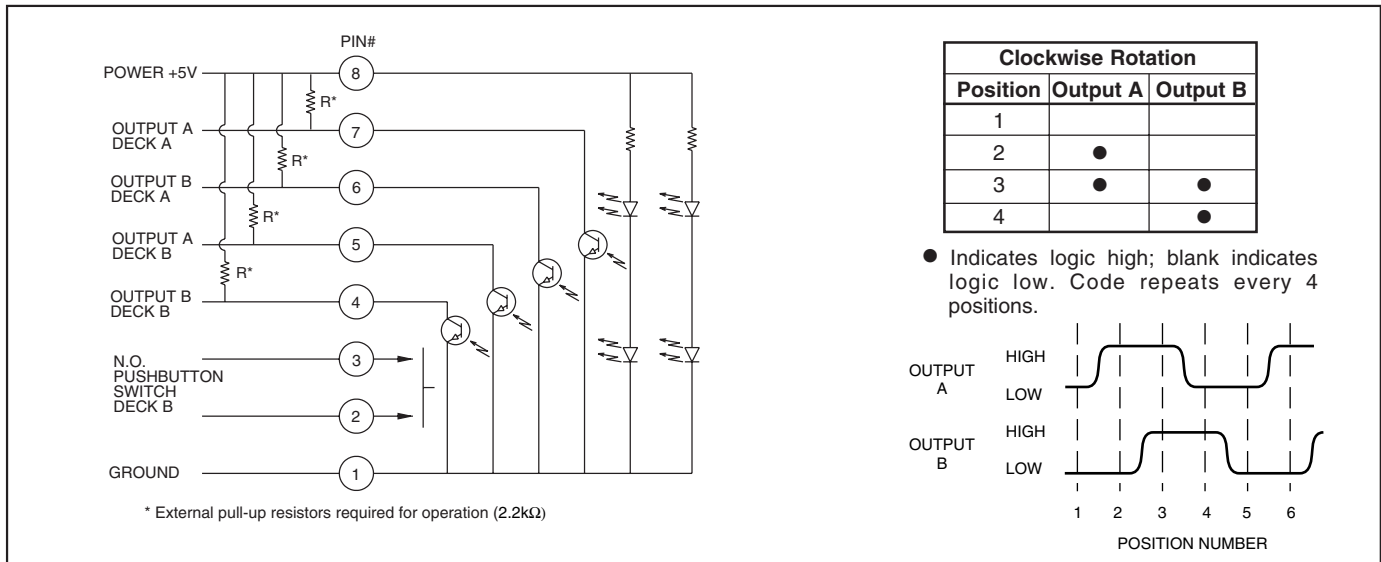 PIN#
POWER +5V
8
R*
OUTPUT A
DECK A
7
R*
OUTPUT B
DECK A
6
R*
OUTPUT A
DECK B
5
R*
OUTPUT B
DECK B
4
N.O.
PUSHBUTTON
SWITCH
DECK B
3
2
GROUND
1
* External pull-up resistors required for operation (2.2kΩ)
Clockwise Rotation
Position Output A Output B
1
2 ●
3 ● ●
4 ●
● Indicates logic high; blank indicates
logic low. Code repeats every 4
positions.
OUTPUT
A
HIGH
LOW
OUTPUT
B
HIGH
LOW
1 2 3 4 5 6
POSITION NUMBER